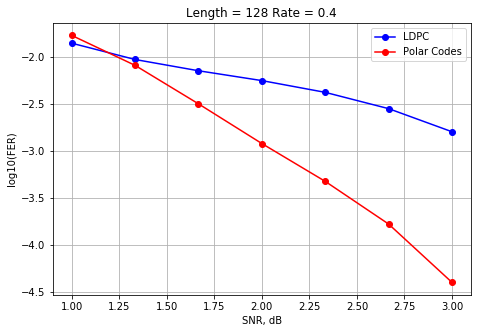 Length = 128 Rate = 0.4
LDPC
Polar Codes
−2.0
−2.5
−3.0
−3.5
−4.0
−4.5
log10(FER)
1.00 1.25 1.50 1.75 2.00 2.25 2.50 2.75 3.00
SNR, dB